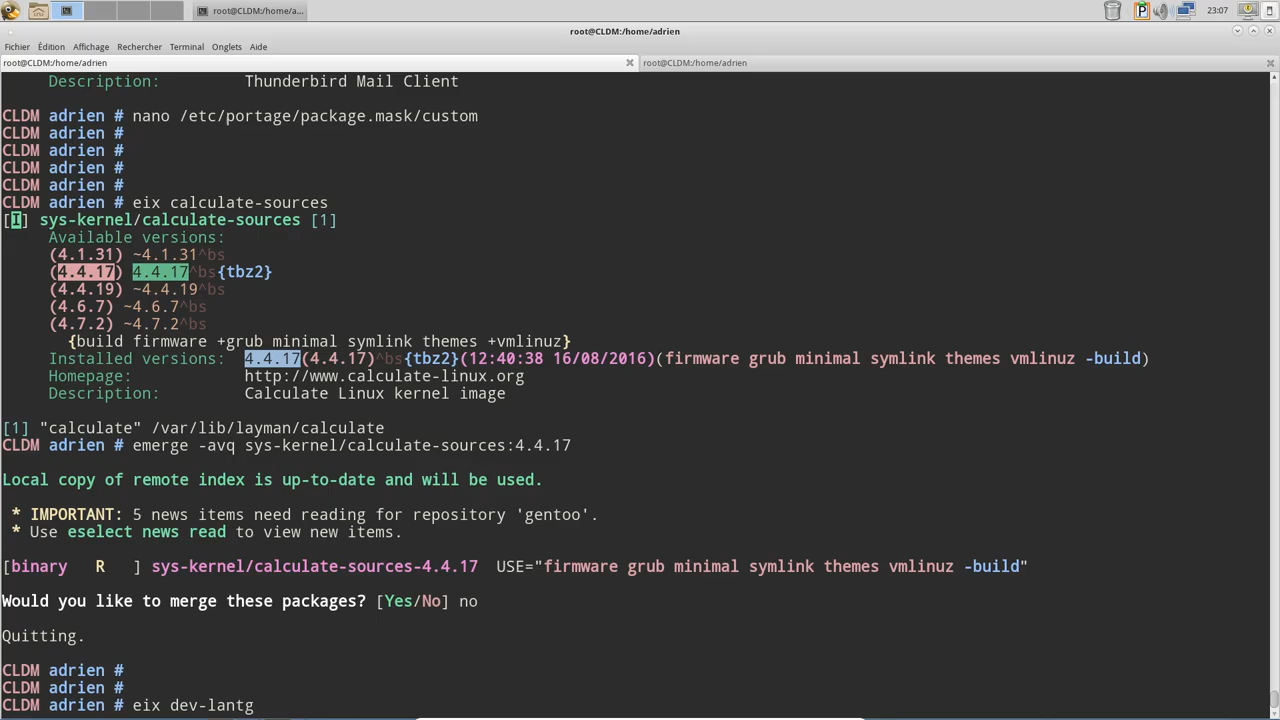 root@CLDM:/home/a...
23:07
root@CLDM:/home/adrien
Fichier Édition Affichage Rechercher Terminal Onglets Aide
root@CLDM:/home/adrien root@CLDM:/home/adrien
Description: Thunderbird Mail Client
CLDM adrien # nano /etc/portage/package.mask/custom
CLDM adrien #
CLDM adrien #
CLDM adrien #
CLDM adrien #
CLDM adrien # eix calculate-sources
[I] sys-kernel/calculate-sources [1]
Available versions:
(4.1.31) ~4.1.31^bs
(4.4.17) 4.4.17^bs{tbz2}
(4.4.19) ~4.4.19^bs
(4.6.7) ~4.6.7^bs
(4.7.2) ~4.7.2^bs
{build firmware +grub minimal symlink themes +vmlinuz}
Installed versions: 4.4.17(4.4.17)^bs{tbz2}(12:40:38 16/08/2016)(firmware grub minimal symlink themes vmlinuz -build)
Homepage: http://www.calculate-linux.org
Description: Calculate Linux kernel image
[1] "calculate" /var/lib/layman/calculate
CLDM adrien # emerge -avq sys-kernel/calculate-sources:4.4.17
Local copy of remote index is up-to-date and will be used.
* IMPORTANT: 5 news items need reading for repository 'gentoo'.
* Use eselect news read to view new items.
[binary R ] sys-kernel/calculate-sources-4.4.17 USE="firmware grub minimal symlink themes vmlinuz -build"
Would you like to merge these packages? [Yes/No] no
Quitting.
CLDM adrien #
CLDM adrien #
CLDM adrien # eix dev-lantg